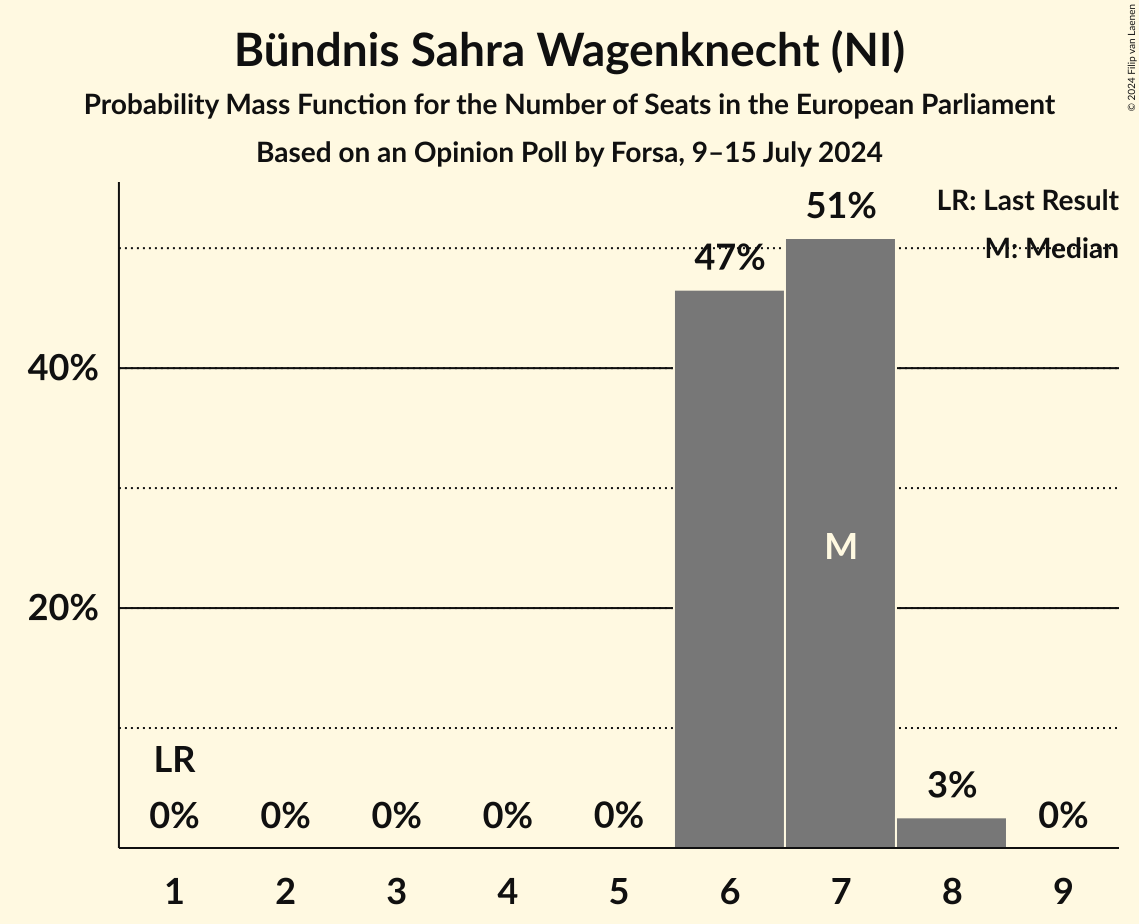 Bündnis Sahra Wagenknecht (NI)
Probability Mass Function for the Number of Seats in the European Parliament
Based on an Opinion Poll by Forsa, 9–15 July 2024
© 2024 Filip van Laenen
LR: Last Result
M: Median
51%
47%
40%
M
20%
LR
3%
0% 0% 0% 0% 0% 0%
1 2 3 4 5 6 7 8 9